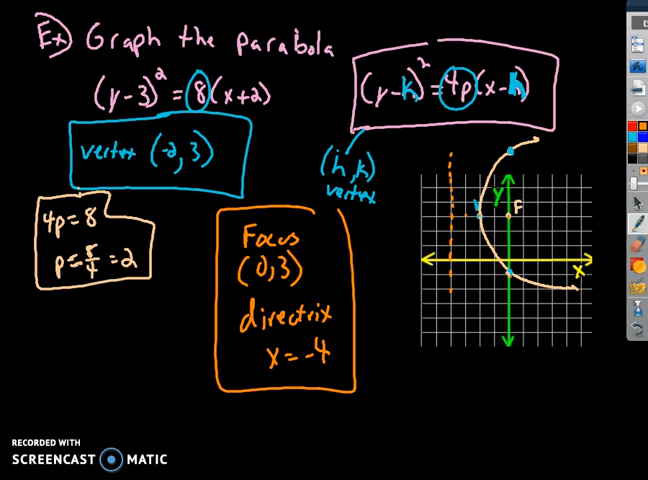 Ex) Graph the parabola
(y-3)² = 8(x+2)
(y-k)² = 4p(x-h)
vertex (-2,3)
(h,k)
vertex
4p=8
p=8/4=2
Focus
(0,3)
directrix
x=-4
y
V
F
x
RECORDED WITH
SCREENCAST MATIC